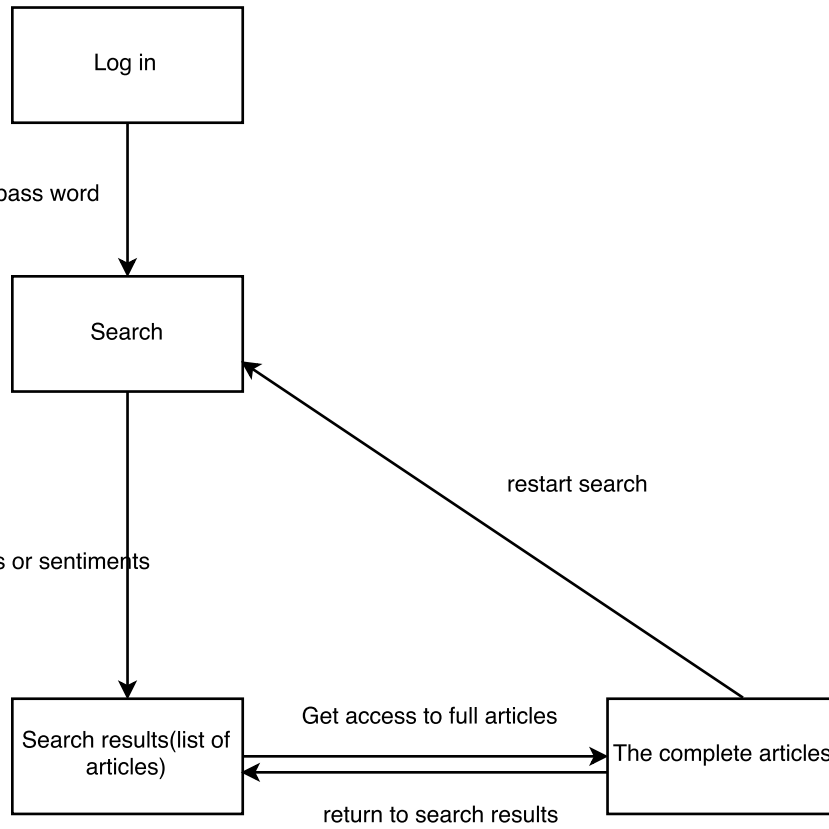 Log in
pass word
Search
restart search
or sentiments
Get access to full articles
Search results(list of
articles)
The complete articles
return to search results